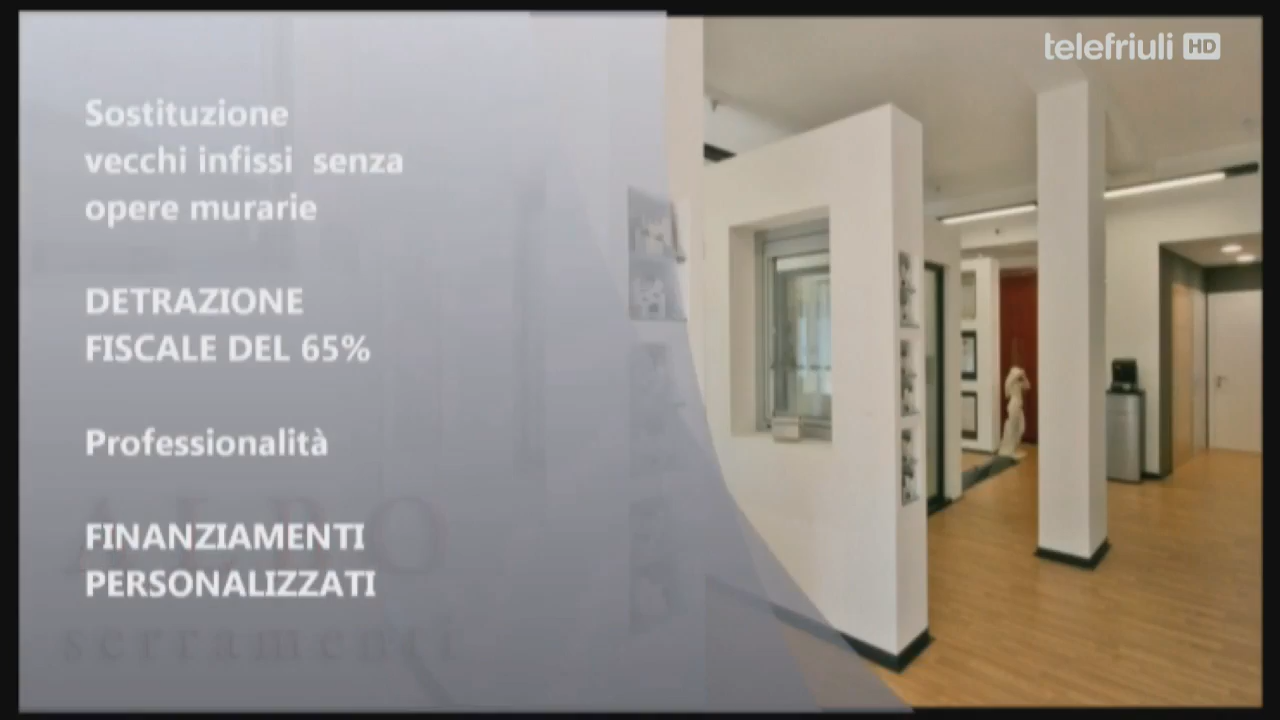 telefriuli HD
Sostituzione
vecchi infissi senza
opere murarie
DETRAZIONE
FISCALE DEL 65%
Professionalità
FINANZIAMENTI
PERSONALIZZATI
serramenti